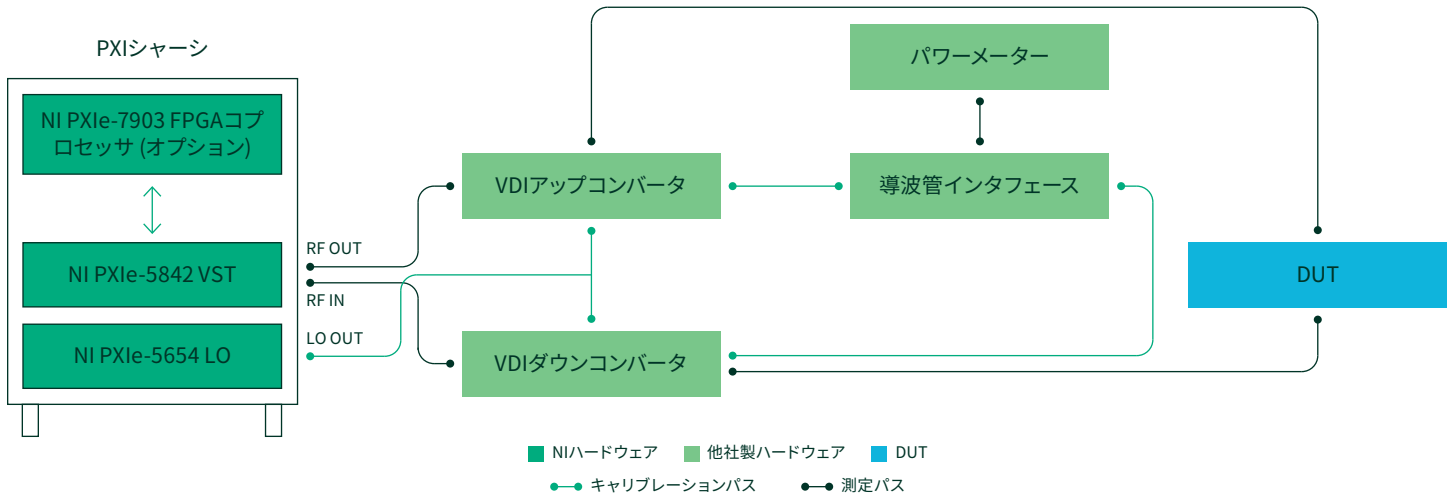 PXIシャーシ
NI PXIe-7903 FPGAコプ
ロセッサ (オプション)
NI PXIe-5842 VST
NI PXIe-5654 LO
RF OUT
RF IN
LO OUT
VDIアップコンバータ
VDIダウンコンバータ
パワーメーター
導波管インタフェース
DUT
NIハードウェア
他社製ハードウェア
DUT
キャリブレーションパス
測定パス